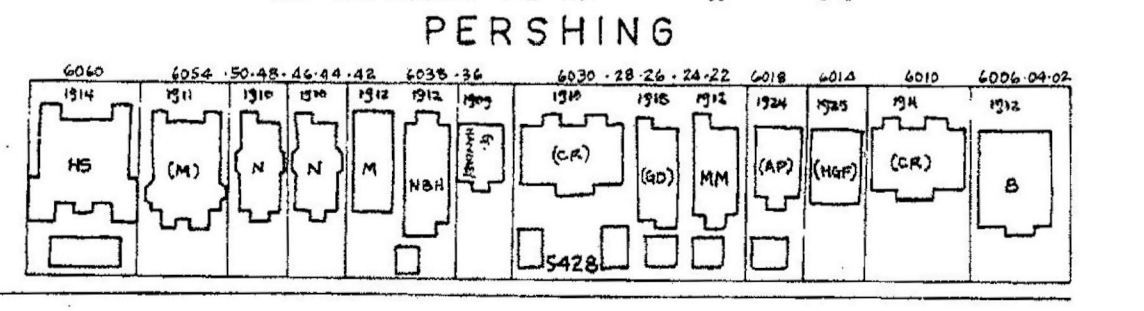 PERSHING
6060 6054 · 50 · 48 · 46 · 44 · 42 6038 · 36 6030 · 28 · 26 · 24 · 22 6018 6014 6010 6006 · 04 · 02
1914 1911 1910 1910 1912 1912 1909 1910 1915 1912 1924 1925 1911 1912
HS (M) N N M NBH (CR) (GD) MM (AP) (HGF) (CR) B
5428